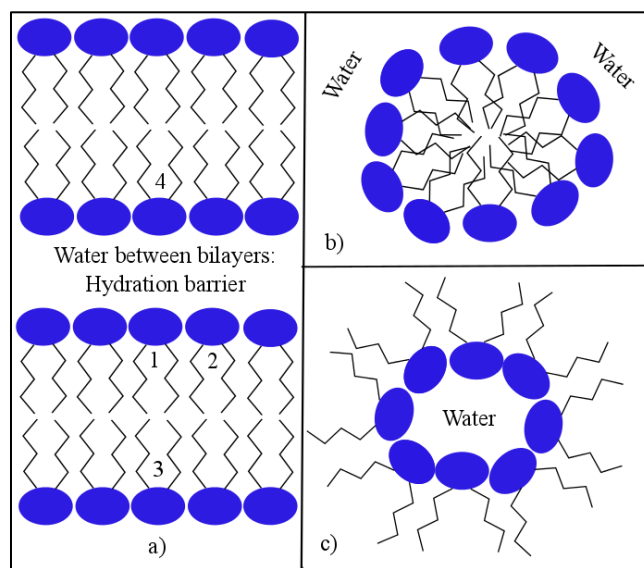 4
Water between bilayers:
Hydration barrier
1 2
3
a)
Water
Water
b)
Water
c)